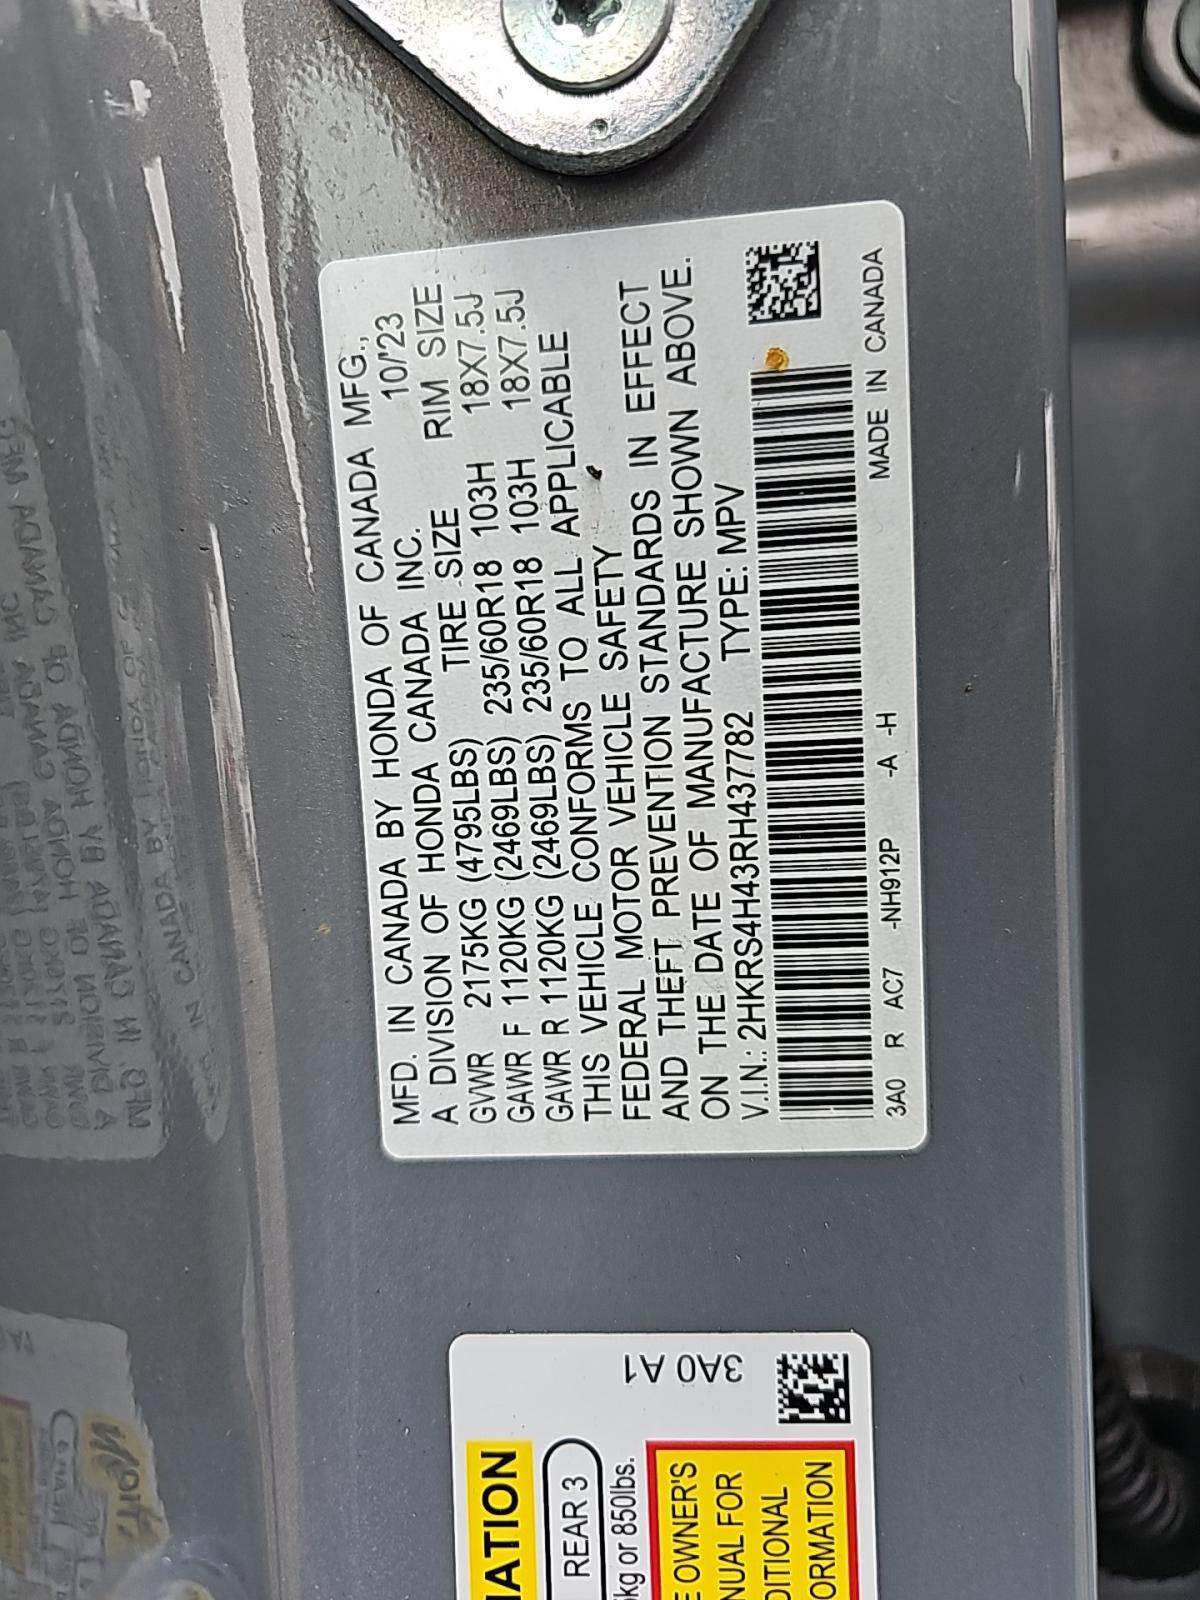 MFD. IN CANADA BY HONDA OF CANADA MFG.,
A DIVISION OF HONDA CANADA INC. 10/'23
GVWR 2175KG (4795LBS) TIRE SIZE RIM SIZE
GAWR F 1120KG (2469LBS) 235/60R18 103H 18X7.5J
GAWR R 1120KG (2469LBS) 235/60R18 103H 18X7.5J
THIS VEHICLE CONFORMS TO ALL APPLICABLE
FEDERAL MOTOR VEHICLE SAFETY
AND THEFT PREVENTION STANDARDS IN EFFECT
ON THE DATE OF MANUFACTURE SHOWN ABOVE.
V.I.N.: 2HKRS4H43RH437782 TYPE: MPV
3A0 R AC7 -NH912P -A -H MADE IN CANADA
3A0 A1
REAR 3
kg or 850lbs.
OWNER'S
FOR